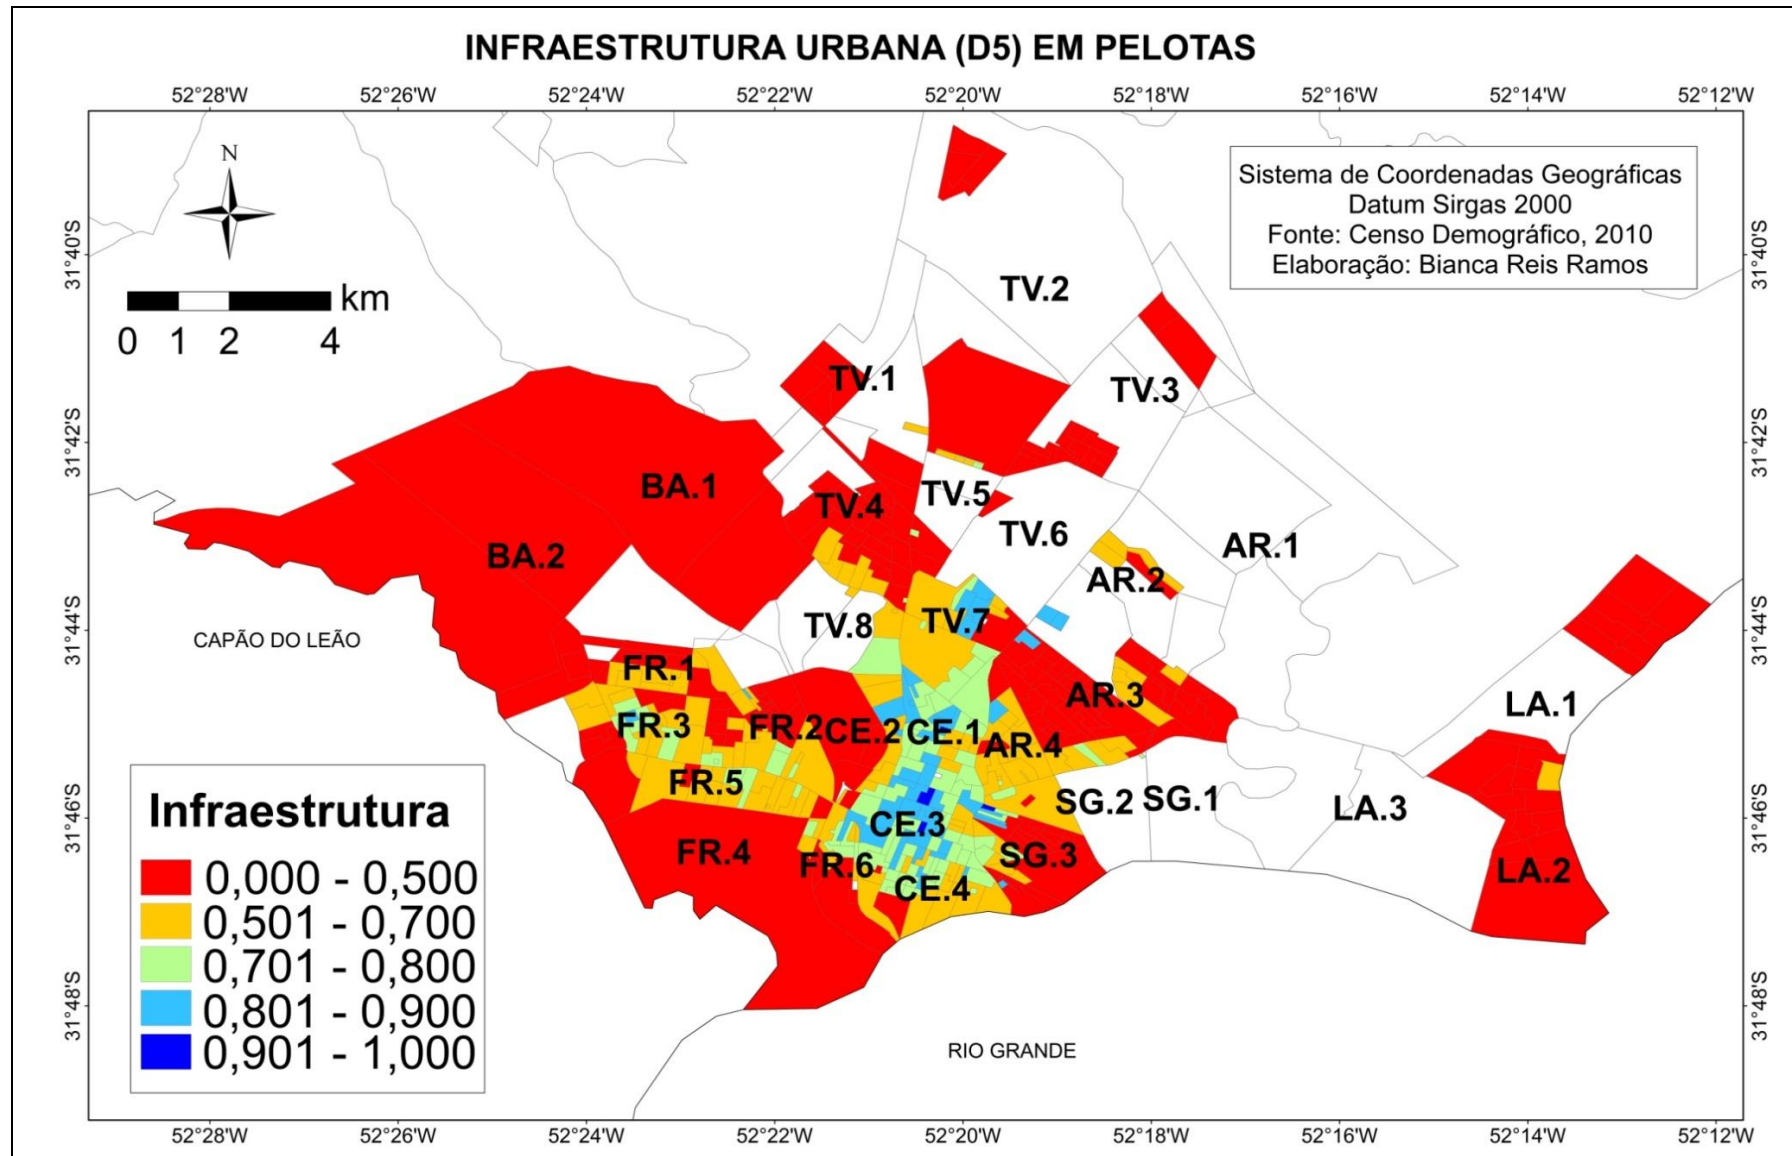 INFRAESTRUTURA URBANA (D5) EM PELOTAS
52°28'W 52°26'W 52°24'W 52°22'W 52°20'W 52°18'W 52°16'W 52°14'W 52°12'W
N
Sistema de Coordenadas Geográficas
Datum Sirgas 2000
Fonte: Censo Demográfico, 2010
Elaboração: Bianca Reis Ramos
31°40'S 31°40'S
km
0 1 2 4
TV.2
TV.1
TV.3
31°42'S 31°42'S
BA.1
TV.5
TV.4
TV.6
AR.1
BA.2
AR.2
TV.7
TV.8
31°44'S 31°44'S
CAPÃO DO LEÃO
FR.1
AR.3
LA.1
FR.3
FR.2
CE.2
CE.1
AR.4
FR.5
SG.2
SG.1
LA.3
31°46'S 31°46'S
CE.3
FR.4
FR.6
SG.3
LA.2
CE.4
Infraestrutura
0,000 - 0,500
0,501 - 0,700
0,701 - 0,800
0,801 - 0,900
0,901 - 1,000
31°48'S 31°48'S
RIO GRANDE
52°28'W 52°26'W 52°24'W 52°22'W 52°20'W 52°18'W 52°16'W 52°14'W 52°12'W